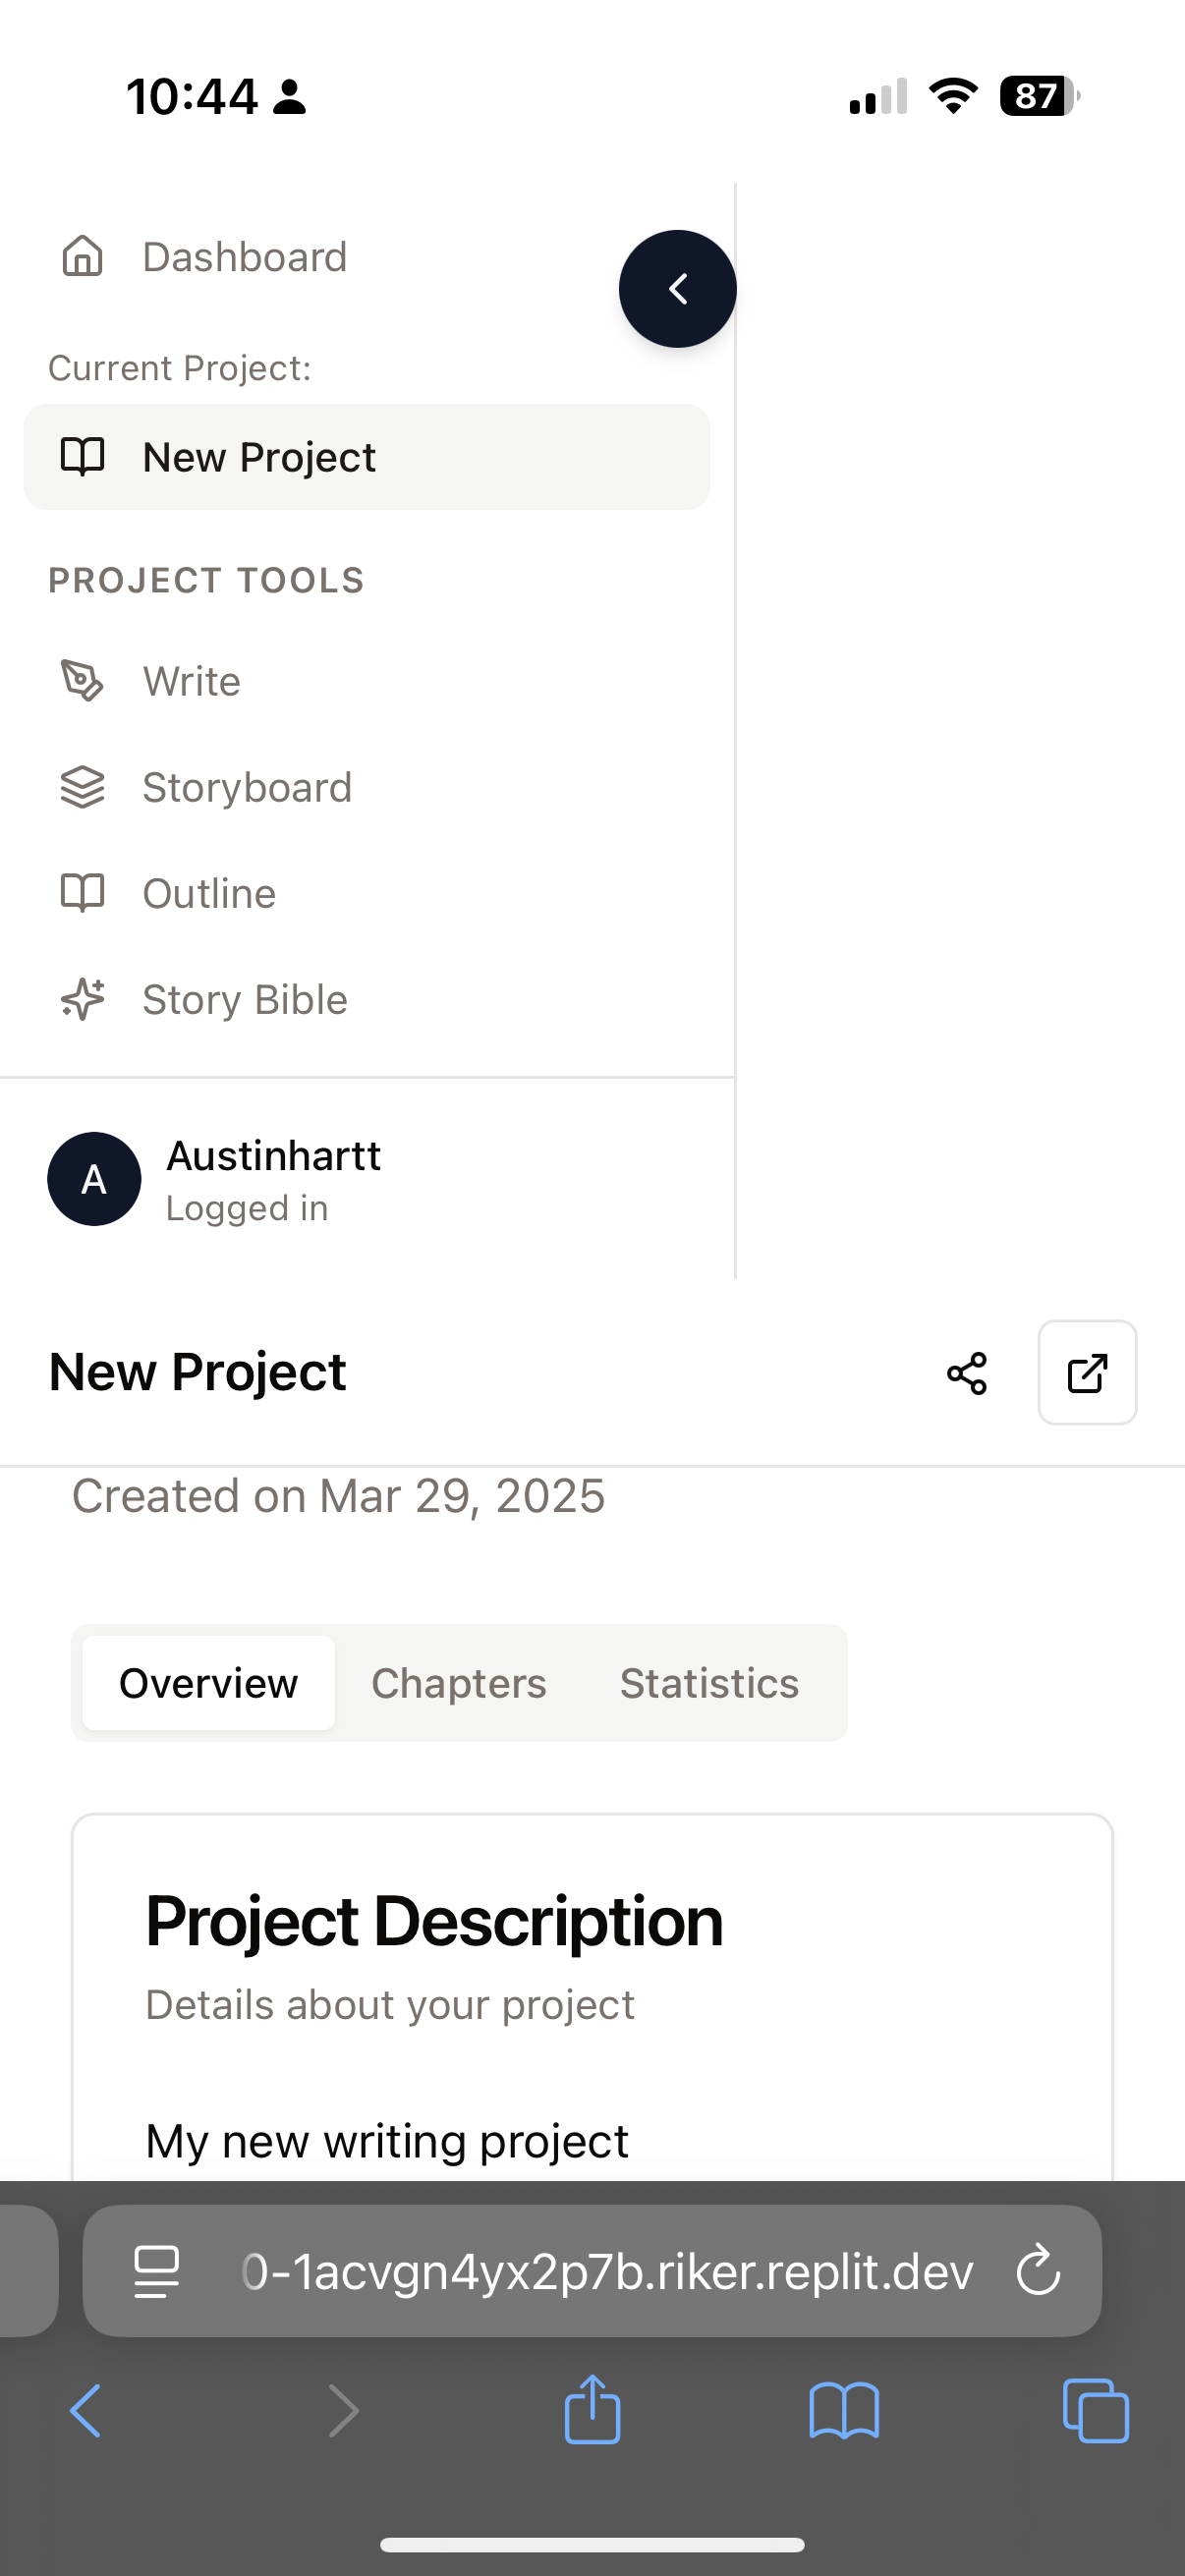 10:44
87
Dashboard
Current Project:
New Project
PROJECT TOOLS
Write
Storyboard
Outline
Story Bible
A
Austinhartt
Logged in
New Project
Created on Mar 29, 2025
Overview
Chapters
Statistics
Project Description
Details about your project
My new writing project
0-1acvgn4yx2p7b.riker.replit.dev